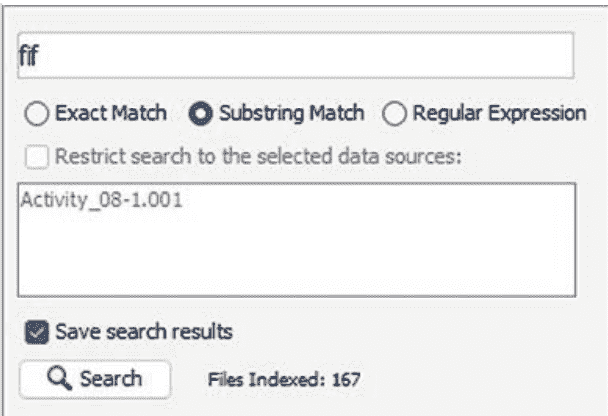 fif
Exact Match Substring Match Regular Expression
Restrict search to the selected data sources:
Activity_08-1.001
Save search results
Search Files Indexed: 167